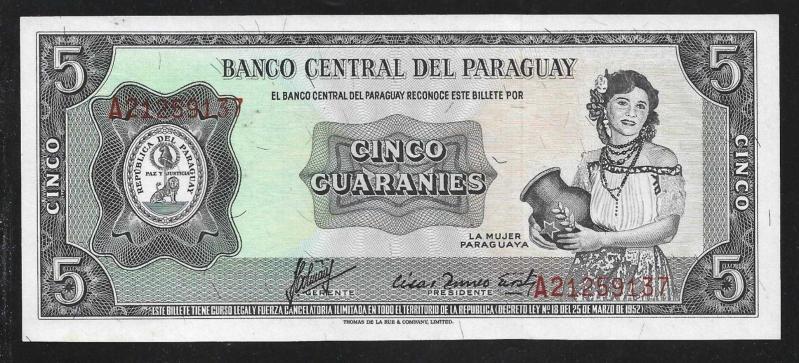 5 5
BANCO CENTRAL DEL PARAGUAY
EL BANCO CENTRAL DEL PARAGUAY RECONOCE ESTE BILLETE POR
A21259137
REPUBLICA DEL PARAGUAY
PAZ Y JUSTICIA
CINCO
CINCO
CINCO
GUARANIES
LA MUJER
PARAGUAYA
GERENTE
PRESIDENTE
A21259137
5 5
ESTE BILLETE TIENE CURSO LEGAL Y FUERZA CANCELATORIA ILIMITADA EN TODO EL TERRITORIO DE LA REPUBLICA (DECRETO LEY Nº 18 DEL 25 DE MARZO DE 1952)
THOMAS DE LA RUE & COMPANY, LIMITED.